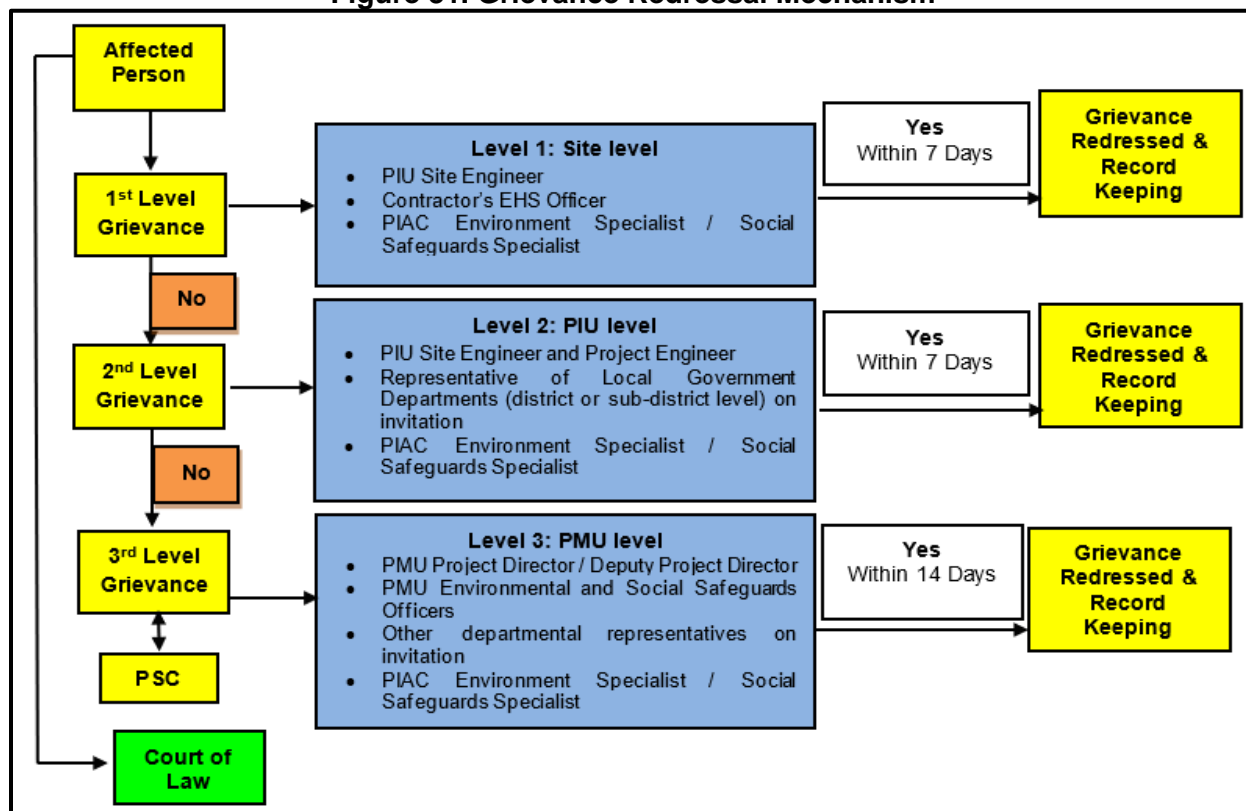 Figure Grievance Redressal Mechanism
Affected
Person
1st Level
Grievance
No
2nd Level
Grievance
No
3rd Level
Grievance
PSC
Court of
Law
Level 1: Site level
• PIU Site Engineer
• Contractor's EHS Officer
• PIAC Environment Specialist / Social
Safeguards Specialist
Yes
Within 7 Days
Grievance
Redressed &
Record
Keeping
Level 2: PIU level
• PIU Site Engineer and Project Engineer
• Representative of Local Government
Departments (district or sub-district level) on
invitation
• PIAC Environment Specialist / Social
Safeguards Specialist
Yes
Within 7 Days
Grievance
Redressed &
Record
Keeping
Level 3: PMU level
• PMU Project Director / Deputy Project Director
• PMU Environmental and Social Safeguards
Officers
• Other departmental representatives on
invitation
• PIAC Environment Specialist / Social
Safeguards Specialist
Yes
Within 14 Days
Grievance
Redressed &
Record
Keeping